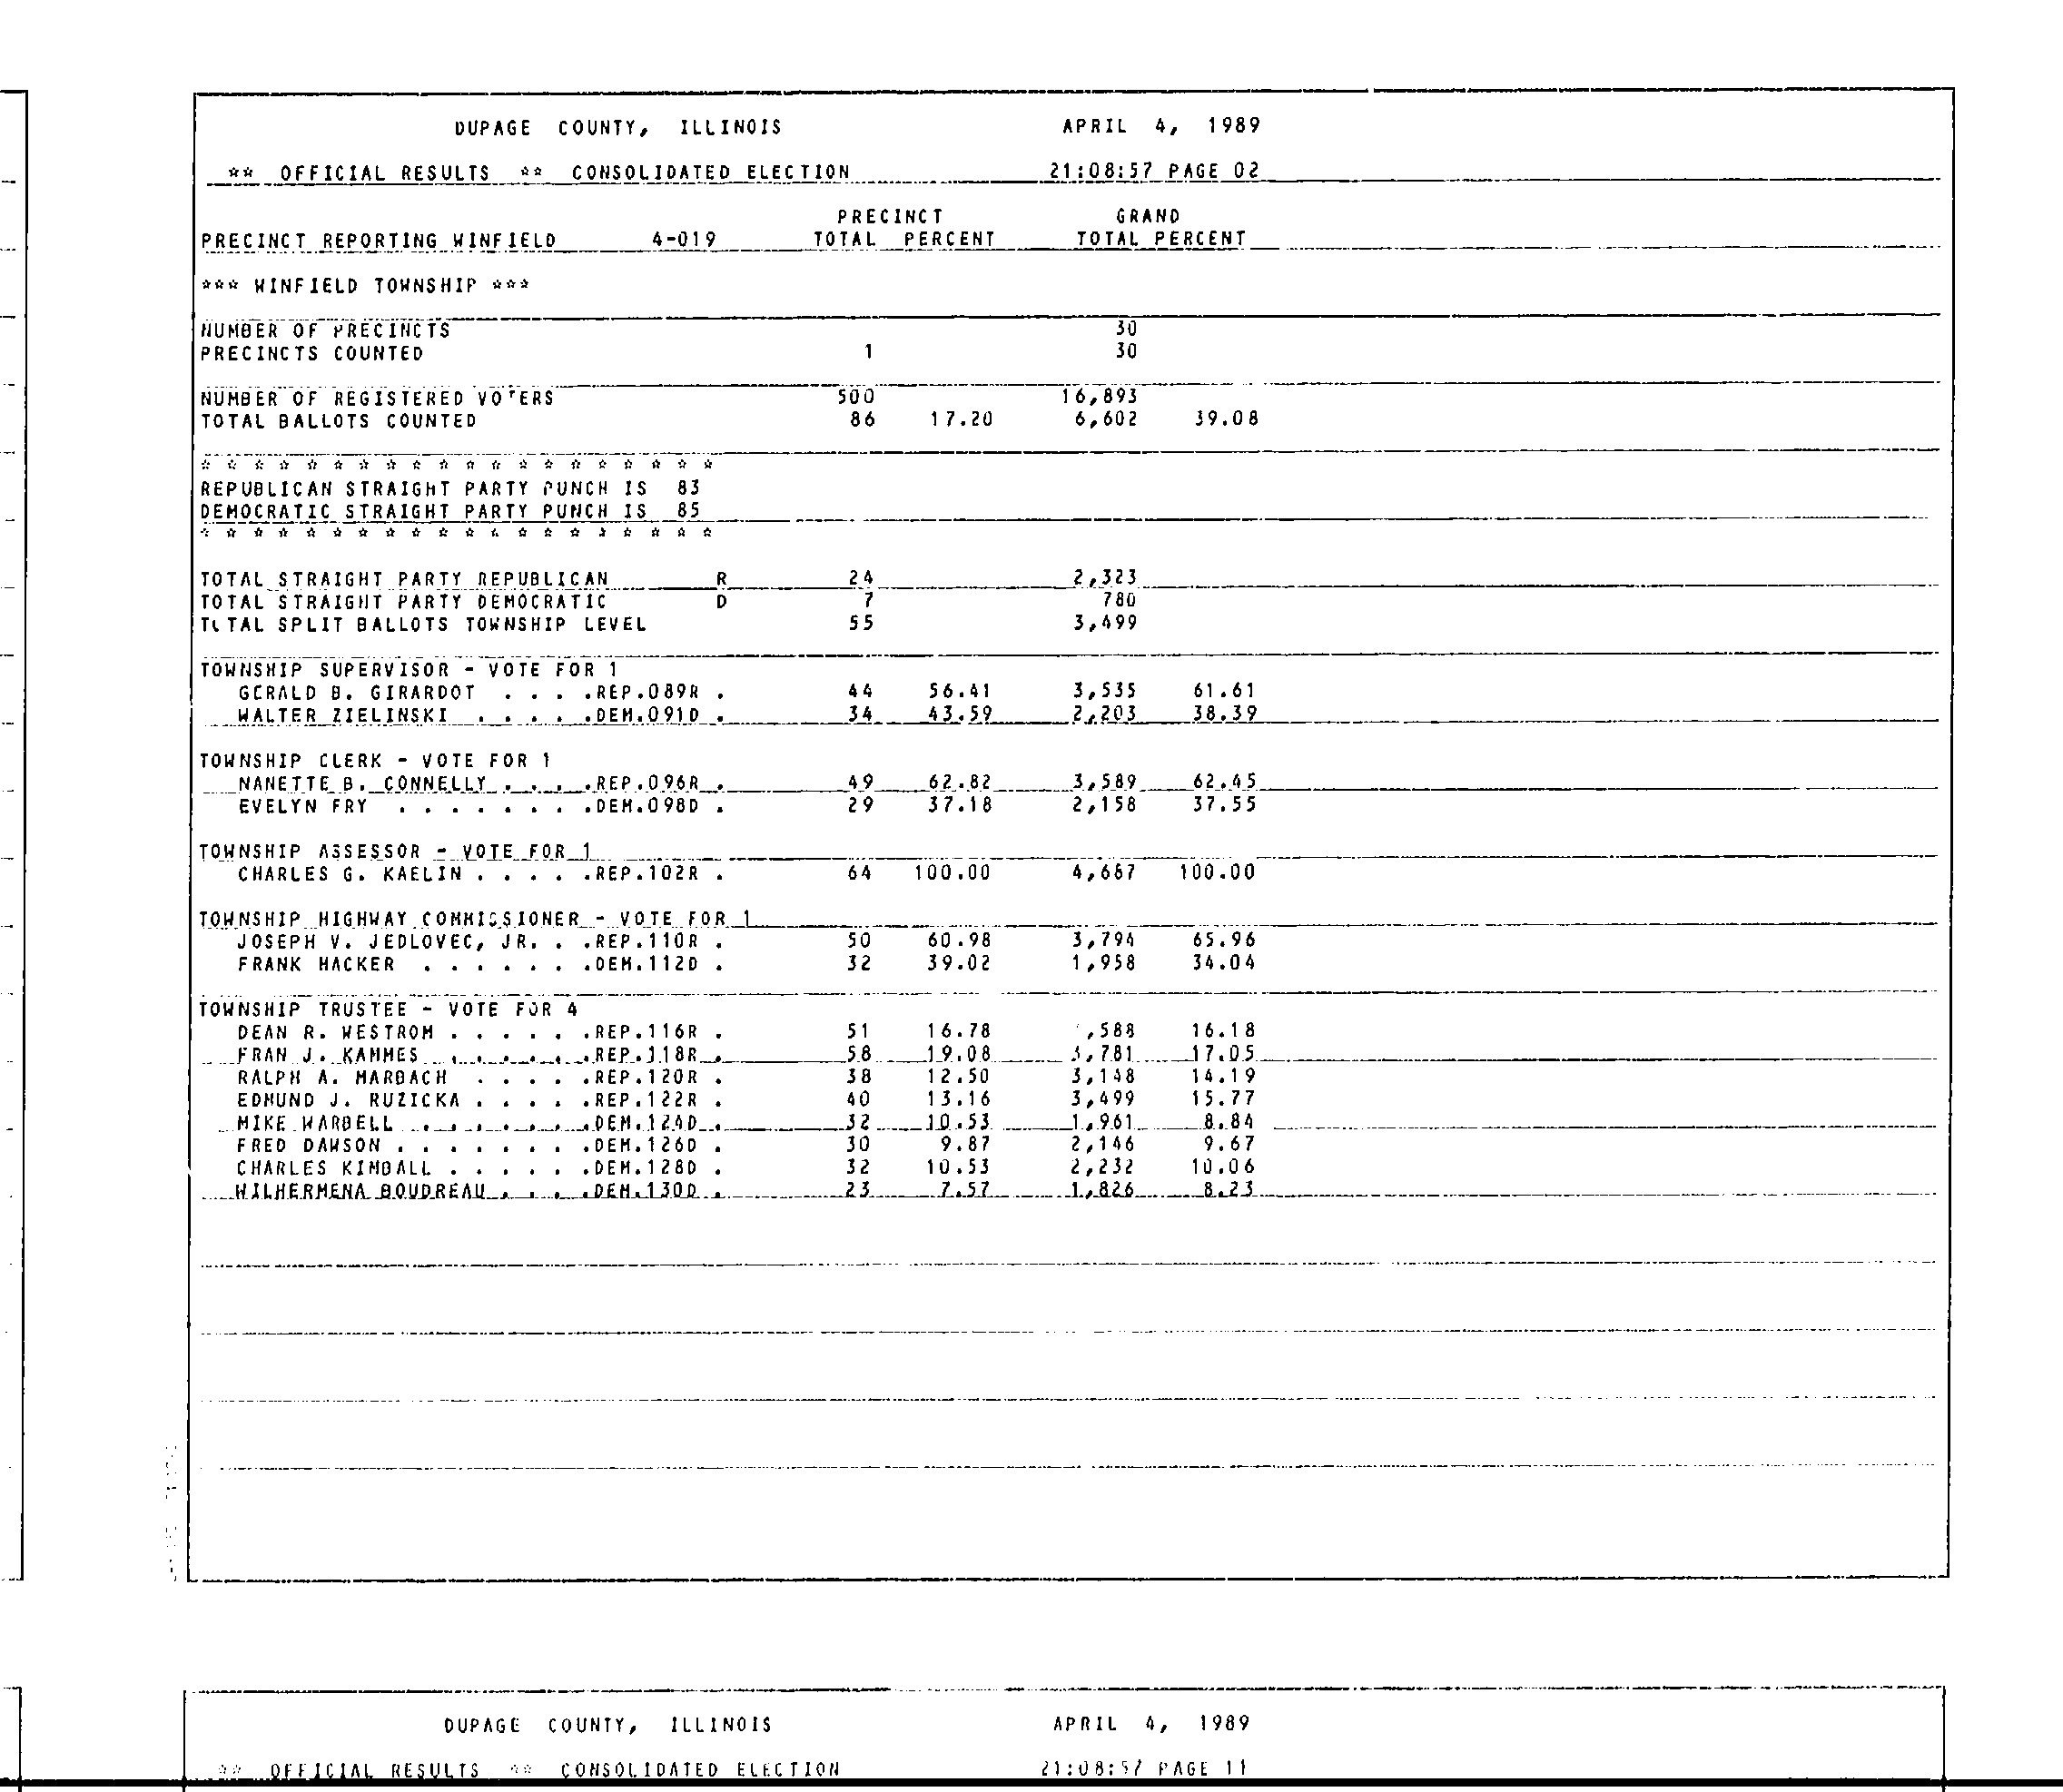 DUPAGE COUNTY, ILLINOIS APRIL 4, 1989
** OFFICIAL RESULTS ** CONSOLIDATED ELECTION 21:08:57 PAGE 02
PRECINCT GRAND
PRECINCT REPORTING WINFIELD 4-019 TOTAL PERCENT TOTAL PERCENT
*** WINFIELD TOWNSHIP ***
NUMBER OF PRECINCTS 30
PRECINCTS COUNTED 1 30
NUMBER OF REGISTERED VOTERS 500 16,893
TOTAL BALLOTS COUNTED 86 17.20 6,602 39.08
* * * * * * * * * * * * * * * * * * * *
REPUBLICAN STRAIGHT PARTY PUNCH IS 83
DEMOCRATIC STRAIGHT PARTY PUNCH IS 85
* * * * * * * * * * * * * * * * * * * *
TOTAL STRAIGHT PARTY REPUBLICAN R 24 2,323
TOTAL STRAIGHT PARTY DEMOCRATIC D 7 780
TOTAL SPLIT BALLOTS TOWNSHIP LEVEL 55 3,499
TOWNSHIP SUPERVISOR - VOTE FOR 1
GERALD B. GIRARDOT . . . .REP.089R . 44 56.41 3,535 61.61
WALTER ZIELINSKI . . . . .DEM.091D . 34 43.59 2,203 38.39
TOWNSHIP CLERK - VOTE FOR 1
NANETTE B. CONNELLY . . . .REP.096R . 49 62.82 3,589 62.45
EVELYN FRY . . . . . . . .DEM.098D . 29 37.18 2,158 37.55
TOWNSHIP ASSESSOR - VOTE FOR 1
CHARLES G. KAELIN . . . . .REP.102R . 64 100.00 4,667 100.00
TOWNSHIP HIGHWAY COMMISSIONER - VOTE FOR 1
JOSEPH V. JEDLOVEC, JR. . .REP.110R . 50 60.98 3,794 65.96
FRANK HACKER . . . . . . .DEM.112D . 32 39.02 1,958 34.04
TOWNSHIP TRUSTEE - VOTE FOR 4
DEAN R. WESTROM . . . . . .REP.116R . 51 16.78 ,588 16.18
FRAN J. KAMMES . . . . . .REP.118R . 58 19.08 3,781 17.05
RALPH A. MARBACH . . . . .REP.120R . 38 12.50 3,148 14.19
EDMUND J. RUZICKA . . . . .REP.122R . 40 13.16 3,499 15.77
MIKE WARBELL . . . . . . .DEM.124D . 32 10.53 1,961 8.84
FRED DAWSON . . . . . . . .DEM.126D . 30 9.87 2,146 9.67
CHARLES KIMBALL . . . . . .DEM.128D . 32 10.53 2,232 10.06
WILHERMENA BOUDREAU . . . .DEM.130D . 23 7.57 1,826 8.23
DUPAGE COUNTY, ILLINOIS APRIL 4, 1989
** OFFICIAL RESULTS ** CONSOLIDATED ELECTION 21:08:57 PAGE 11